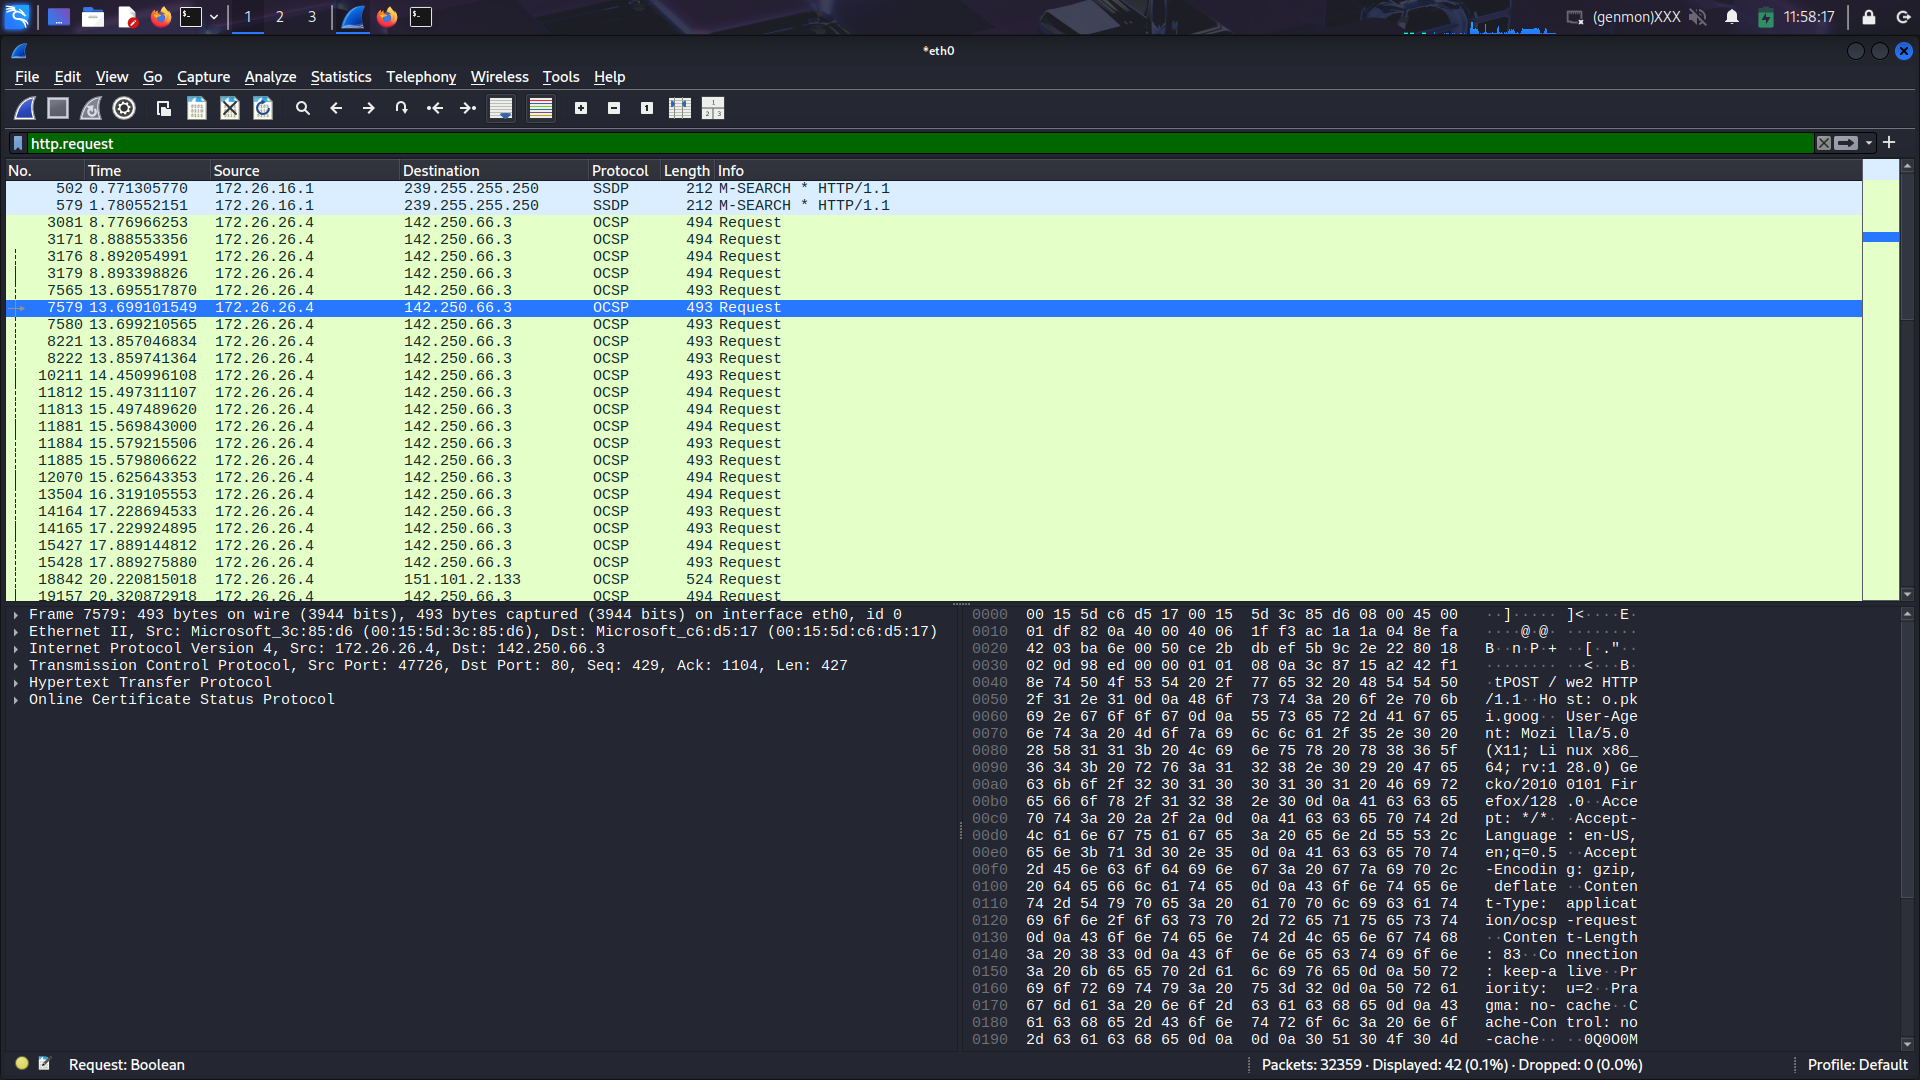 1 2 3 (genmon)XXX 11:58:17
*eth0
File Edit View Go Capture Analyze Statistics Telephony Wireless Tools Help
http.request
No. Time Source Destination Protocol Length Info
502 0.771305770 172.26.16.1 239.255.255.250 SSDP 212 M-SEARCH * HTTP/1.1
579 1.780552151 172.26.16.1 239.255.255.250 SSDP 212 M-SEARCH * HTTP/1.1
3081 8.776966253 172.26.26.4 142.250.66.3 OCSP 494 Request
3171 8.888553356 172.26.26.4 142.250.66.3 OCSP 494 Request
3176 8.892054991 172.26.26.4 142.250.66.3 OCSP 494 Request
3179 8.893398826 172.26.26.4 142.250.66.3 OCSP 494 Request
7565 13.695517870 172.26.26.4 142.250.66.3 OCSP 494 Request
7579 13.699101549 172.26.26.4 142.250.66.3 OCSP 493 Request
7580 13.699210565 172.26.26.4 142.250.66.3 OCSP 493 Request
8221 13.857046834 172.26.26.4 142.250.66.3 OCSP 493 Request
8222 13.859741364 172.26.26.4 142.250.66.3 OCSP 493 Request
10211 14.450996108 172.26.26.4 142.250.66.3 OCSP 493 Request
11812 15.497311107 172.26.26.4 142.250.66.3 OCSP 494 Request
11813 15.497489620 172.26.26.4 142.250.66.3 OCSP 494 Request
11881 15.569843000 172.26.26.4 142.250.66.3 OCSP 494 Request
11884 15.579215506 172.26.26.4 142.250.66.3 OCSP 493 Request
11885 15.579806622 172.26.26.4 142.250.66.3 OCSP 493 Request
12070 15.625643353 172.26.26.4 142.250.66.3 OCSP 494 Request
13504 16.319105553 172.26.26.4 142.250.66.3 OCSP 494 Request
14164 17.228694533 172.26.26.4 142.250.66.3 OCSP 493 Request
14165 17.229924895 172.26.26.4 142.250.66.3 OCSP 493 Request
15427 17.889144812 172.26.26.4 142.250.66.3 OCSP 494 Request
15428 17.889275880 172.26.26.4 142.250.66.3 OCSP 493 Request
18842 20.220815018 172.26.26.4 151.101.2.133 OCSP 524 Request
19157 20.320872918 172.26.26.4 142.250.66.3 OCSP 494 Request
Frame 7579: 493 bytes on wire (3944 bits), 493 bytes captured (3944 bits) on interface eth0, id 0
Ethernet II, Src: Microsoft_3c:85:d6 (00:15:5d:3c:85:d6), Dst: Microsoft_c6:d5:17 (00:15:5d:c6:d5:17)
Internet Protocol Version 4, Src: 172.26.26.4, Dst: 142.250.66.3
Transmission Control Protocol, Src Port: 47726, Dst Port: 80, Seq: 429, Ack: 1104, Len: 427
Hypertext Transfer Protocol
Online Certificate Status Protocol
0000 00 15 5d c6 d5 17 00 15 5d 3c 85 d6 08 00 45 00 ··]····· ]<····E·
0010 01 df 82 0a 40 00 40 06 1f f3 ac 1a 1a 04 8e fa ····@·@· ········
0020 42 03 ba 6e 00 50 ce 2b db ef 5b 9c 2e 22 80 18 B··n·P·+ ··[·."··
0030 02 0d 98 ed 00 00 01 01 08 0a 3c 87 15 a2 42 f1 ········ ··<···B·
0040 8e 74 50 4f 53 54 20 2f 77 65 32 20 48 54 54 50 ·tPOST / we2 HTTP
0050 2f 31 2e 31 0d 0a 48 6f 73 74 3a 20 6f 2e 70 6b /1.1··Ho st: o.pk
0060 69 2e 67 6f 6f 67 0d 0a 55 73 65 72 2d 41 67 65 i.goog·· User-Age
0070 6e 74 3a 20 4d 6f 7a 69 6c 6c 61 2f 35 2e 30 20 nt: Mozi lla/5.0
0080 28 58 31 31 3b 20 4c 69 6e 75 78 20 78 38 36 5f (X11; Li nux x86_
0090 36 34 3b 20 72 76 3a 31 32 38 2e 30 29 20 47 65 64; rv:1 28.0) Ge
00a0 63 6b 6f 2f 32 30 31 30 30 31 30 31 20 46 69 72 cko/2010 0101 Fir
00b0 65 66 6f 78 2f 31 32 38 2e 30 0d 0a 41 63 63 65 efox/128 .0··Acce
00c0 70 74 3a 20 2a 2f 2a 0d 0a 41 63 63 65 70 74 2d pt: */*· ·Accept-
00d0 4c 61 6e 67 75 61 67 65 3a 20 65 6e 2d 55 53 2c Language : en-US,
00e0 65 6e 3b 71 3d 30 2e 35 0d 0a 41 63 63 65 70 74 en;q=0.5 ··Accept
00f0 2d 45 6e 63 6f 64 69 6e 67 3a 20 67 7a 69 70 2c -Encodin g: gzip,
0100 20 64 65 66 6c 61 74 65 0d 0a 43 6f 6e 74 65 6e deflate ··Conten
0110 74 2d 54 79 70 65 3a 20 61 70 70 6c 69 63 61 74 t-Type: applicat
0120 69 6f 6e 2f 6f 63 73 70 2d 72 65 71 75 65 73 74 ion/ocsp -request
0130 0d 0a 43 6f 6e 74 65 6e 74 2d 4c 65 6e 67 74 68 ··Conten t-Length
0140 3a 20 38 33 0d 0a 43 6f 6e 6e 65 63 74 69 6f 6e : 83··Co nnection
0150 3a 20 6b 65 65 70 2d 61 6c 69 76 65 0d 0a 50 72 : keep-a live··Pr
0160 69 6f 72 69 74 79 3a 20 75 3d 32 0d 0a 50 72 61 iority: u=2··Pra
0170 67 6d 61 3a 20 6e 6f 2d 63 61 63 68 65 0d 0a 43 gma: no- cache··C
0180 61 63 68 65 2d 43 6f 6e 74 72 6f 6c 3a 20 6e 6f ache-Con trol: no
0190 2d 63 61 63 68 65 0d 0a 0d 0a 30 51 30 4f 30 4d -cache·· ··0Q0O0M
Request: Boolean Packets: 32359 · Displayed: 42 (0.1%) · Dropped: 0 (0.0%) Profile: Default